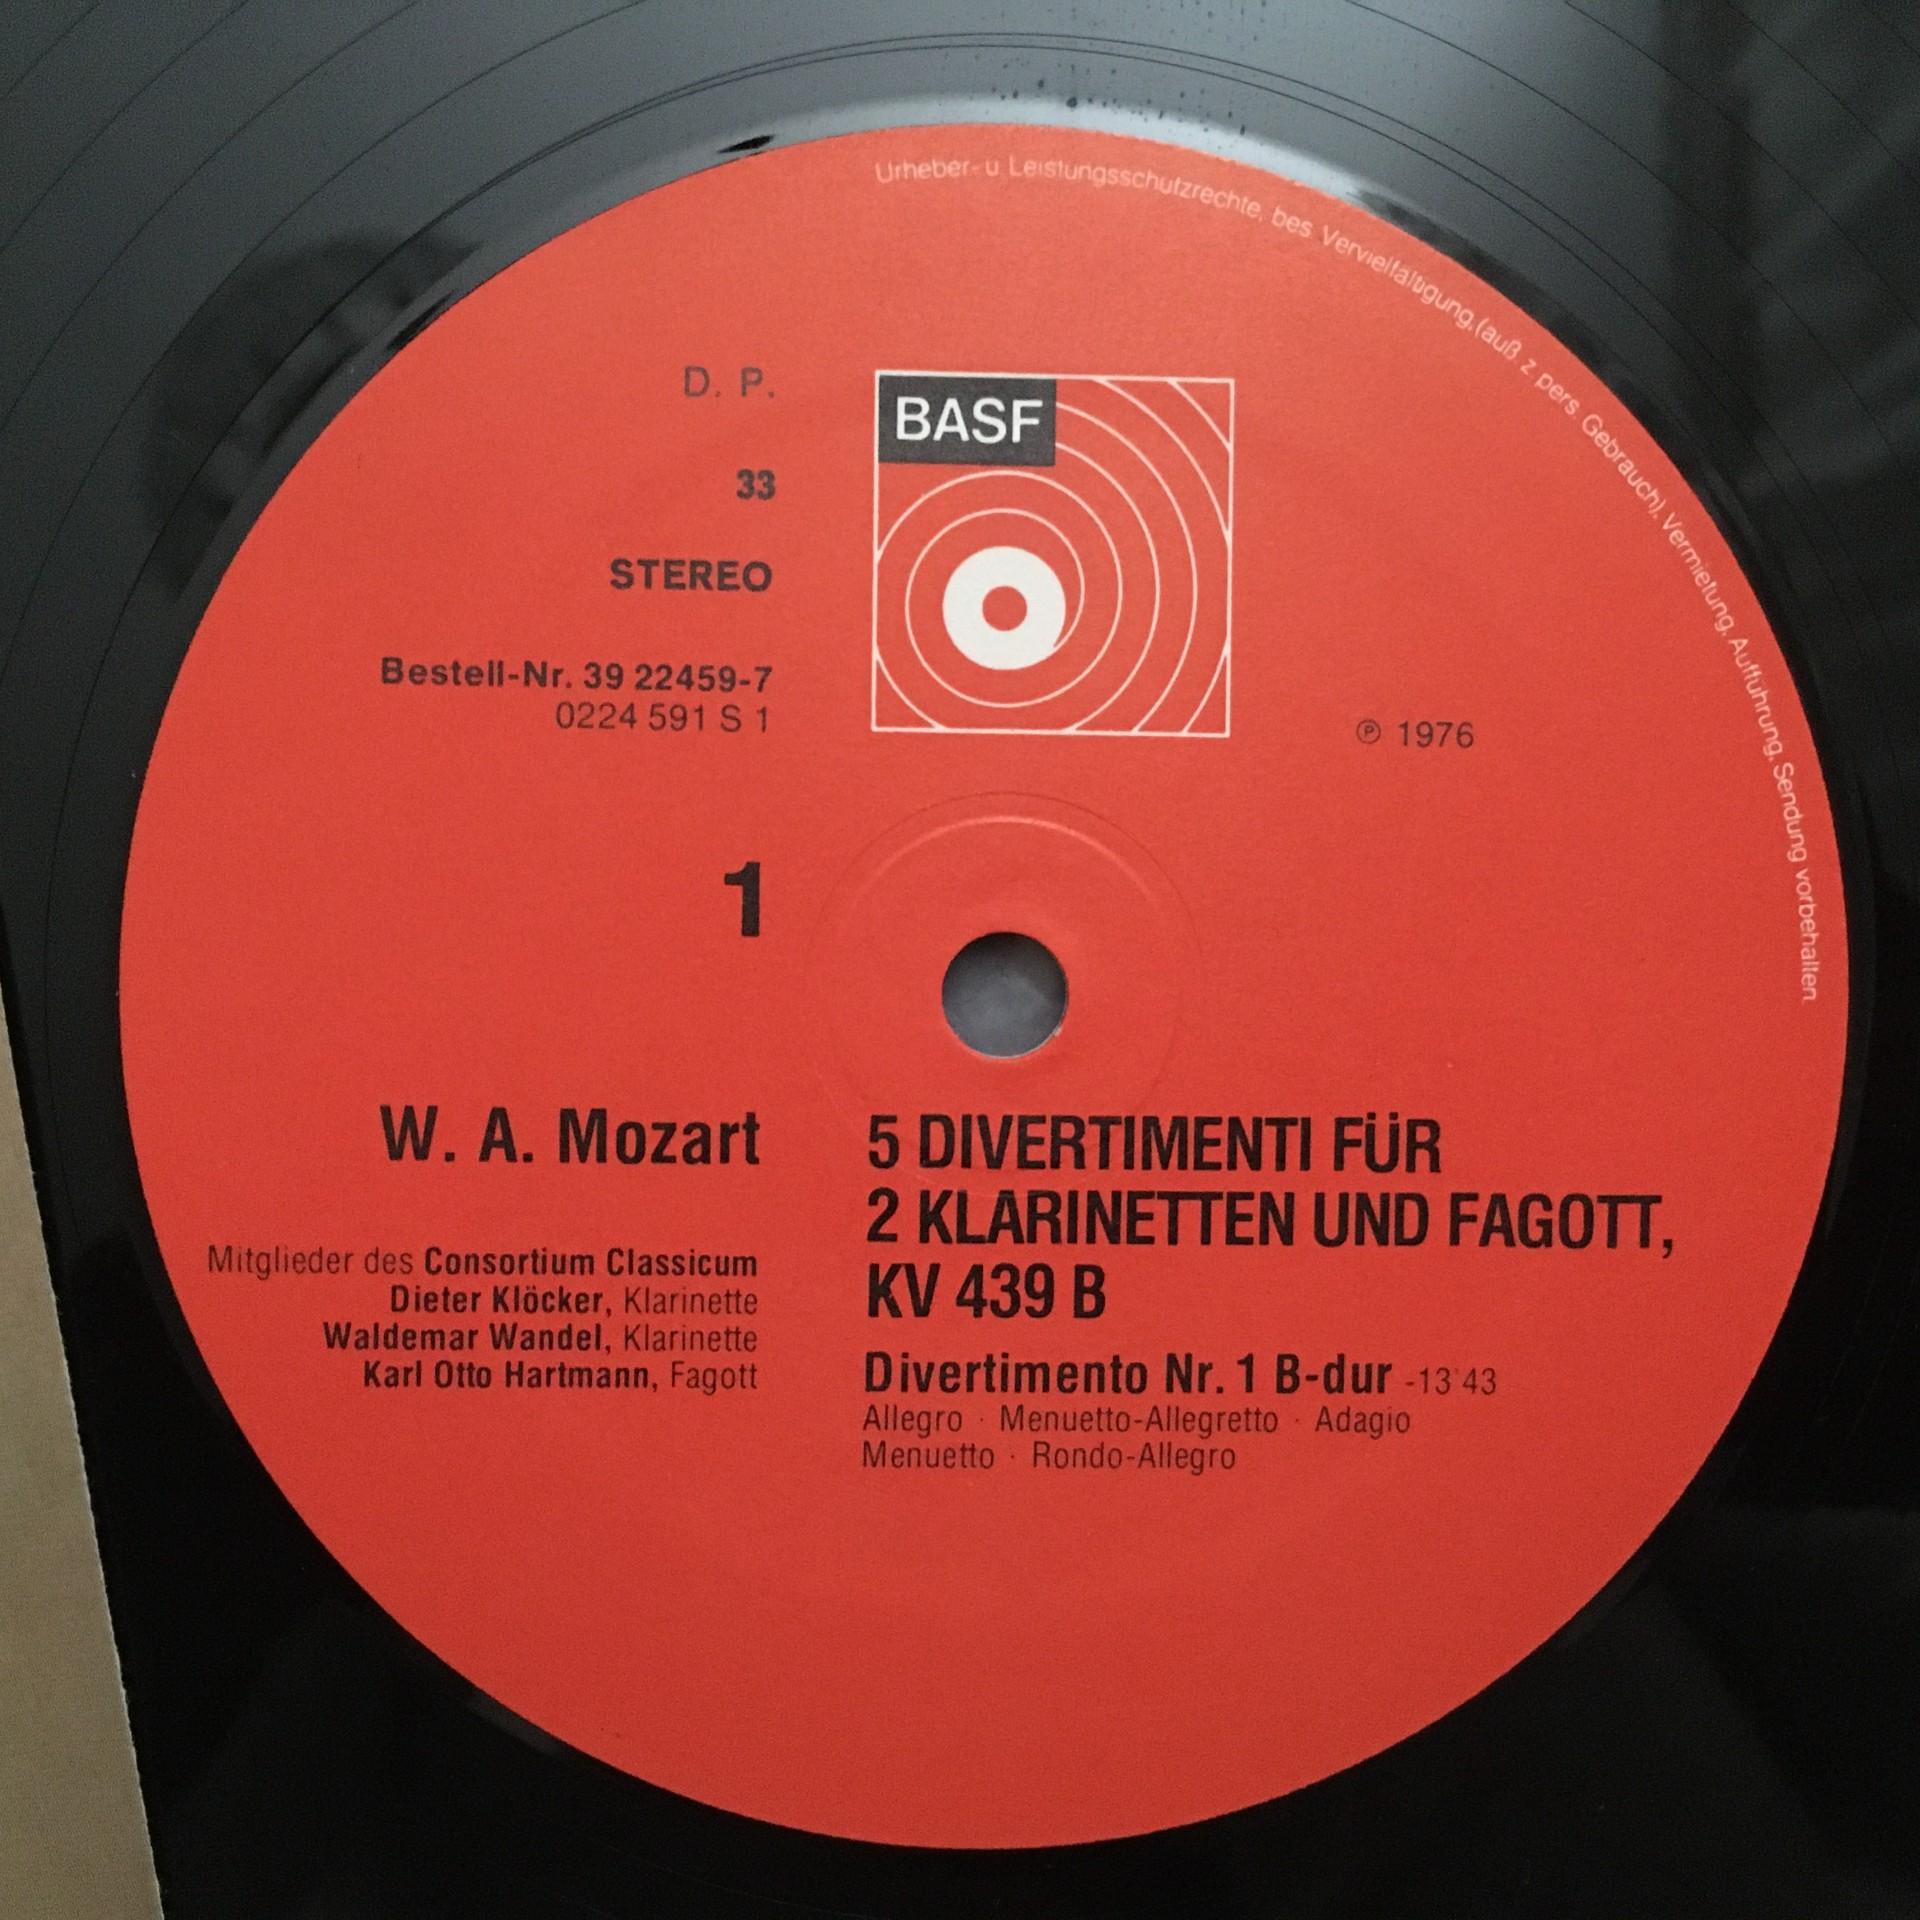 Urheber- u Leistungsschutzrechte, bes. Vervielfältigung, (auß. z pers. Gebrauch), Vermietung, Aufführung, Sendung vorbehalten.
D. P.
BASF
33
STEREO
Bestell-Nr. 39 22459-7
0224 591 S 1
℗ 1976
1
W. A. Mozart
Mitglieder des Consortium Classicum
Dieter Klöcker, Klarinette
Waldemar Wandel, Klarinette
Karl Otto Hartmann, Fagott
5 DIVERTIMENTI FÜR
2 KLARINETTEN UND FAGOTT,
KV 439 B
Divertimento Nr. 1 B-dur -13'43
Allegro · Menuetto-Allegretto · Adagio
Menuetto · Rondo-Allegro